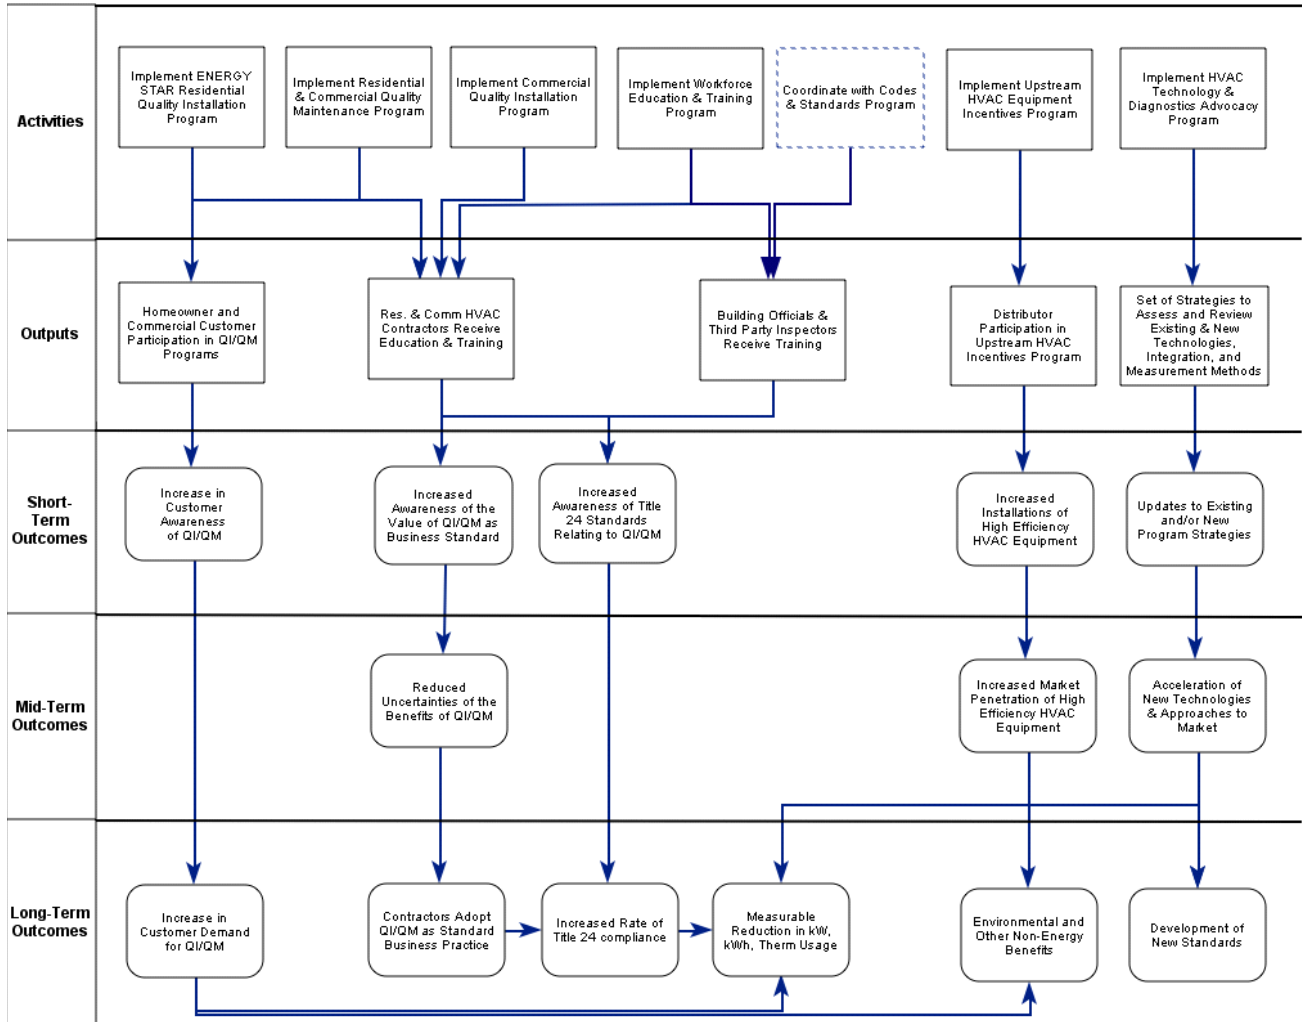 Activities
Implement ENERGY
STAR Residential
Quality Installation
Program
Implement Residential
& Commercial Quality
Maintenance Program
Implement Commercial
Quality Installation
Program
Implement Workforce
Education & Training
Program
Coordinate with Codes
& Standards Program
Implement Upstream
HVAC Equipment
Incentives Program
Implement HVAC
Technology &
Diagnostics Advocacy
Program
Outputs
Homeowner and
Commercial Customer
Participation in QI/QM
Programs
Res. & Comm HVAC
Contractors Receive
Education & Training
Building Officials &
Third Party Inspectors
Receive Training
Distributor
Participation in
Upstream HVAC
Incentives Program
Set of Strategies to
Assess and Review
Existing & New
Technologies,
Integration, and
Measurement Methods
Short-
Term
Outcomes
Increase in
Customer
Awareness
of QI/QM
Increased
Awareness of the
Value of QI/QM as
Business Standard
Increased
Awareness of Title
24 Standards
Relating to QI/QM
Increased
Installations of
High Efficiency
HVAC Equipment
Updates to Existing
and/or New
Program Strategies
Mid-Term
Outcomes
Reduced
Uncertainties of the
Benefits of QI/QM
Increased Market
Penetration of High
Efficiency HVAC
Equipment
Acceleration of
New Technologies
& Approaches to
Market
Long-Term
Outcomes
Increase in
Customer Demand
for QI/QM
Contractors Adopt
QI/QM as Standard
Business Practice
Increased Rate of
Title 24 compliance
Measurable
Reduction in kW,
kWh, Therm Usage
Environmental and
Other Non-Energy
Benefits
Development of
New Standards